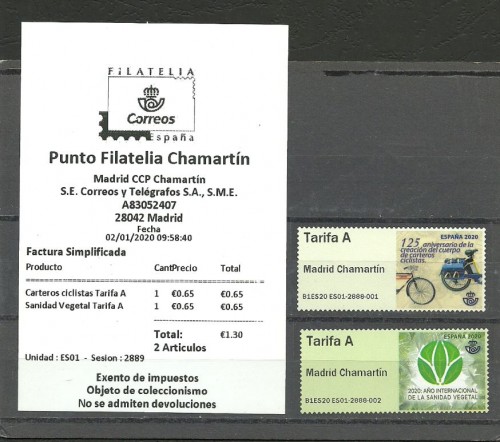 FILATELIA
Correos
España
Punto Filatelia Chamartín
Madrid CCP Chamartín
S.E. Correos y Telégrafos S.A., S.M.E.
A83052407
28042 Madrid
Fecha
02/01/2020 09:58:40
Factura Simplificada
Producto Cant Precio Total
Carteros ciclistas Tarifa A 1 €0.65 €0.65
Sanidad Vegetal Tarifa A 1 €0.65 €0.65
Total: €1.30
2 Articulos
Unidad : ES01 - Sesion : 2889
Exento de impuestos
Objeto de coleccionismo
No se admiten devoluciones
Tarifa A
Madrid Chamartín
B1ES20 ES01-2888-001
ESPAÑA 2020
125 aniversario de la
creación del cuerpo
de carteros
ciclistas.
Tarifa A
Madrid Chamartín
B1ES20 ES01-2888-002
ESPAÑA 2020
2020: AÑO INTERNACIONAL
DE LA SANIDAD VEGETAL